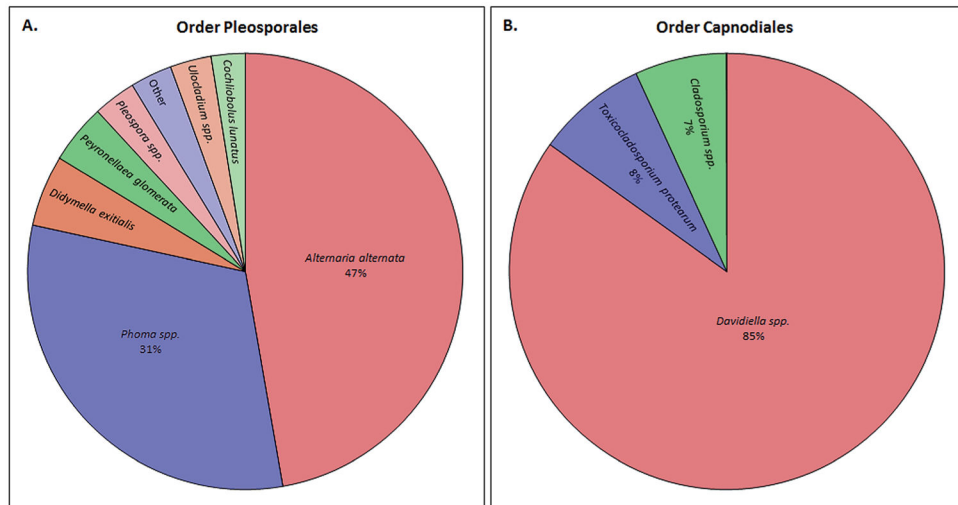 A.
Order Pleosporales
Cochliobolus lunatus
Ulocladium spp.
Other
Pleospora spp.
Peyronellaea glomerata
Didymella exitialis
Phoma spp.
31%
Alternaria alternata
47%
B.
Order Capnodiales
Cladosporium spp.
7%
Toxicocladosporium protearum
8%
Davidiella spp.
85%